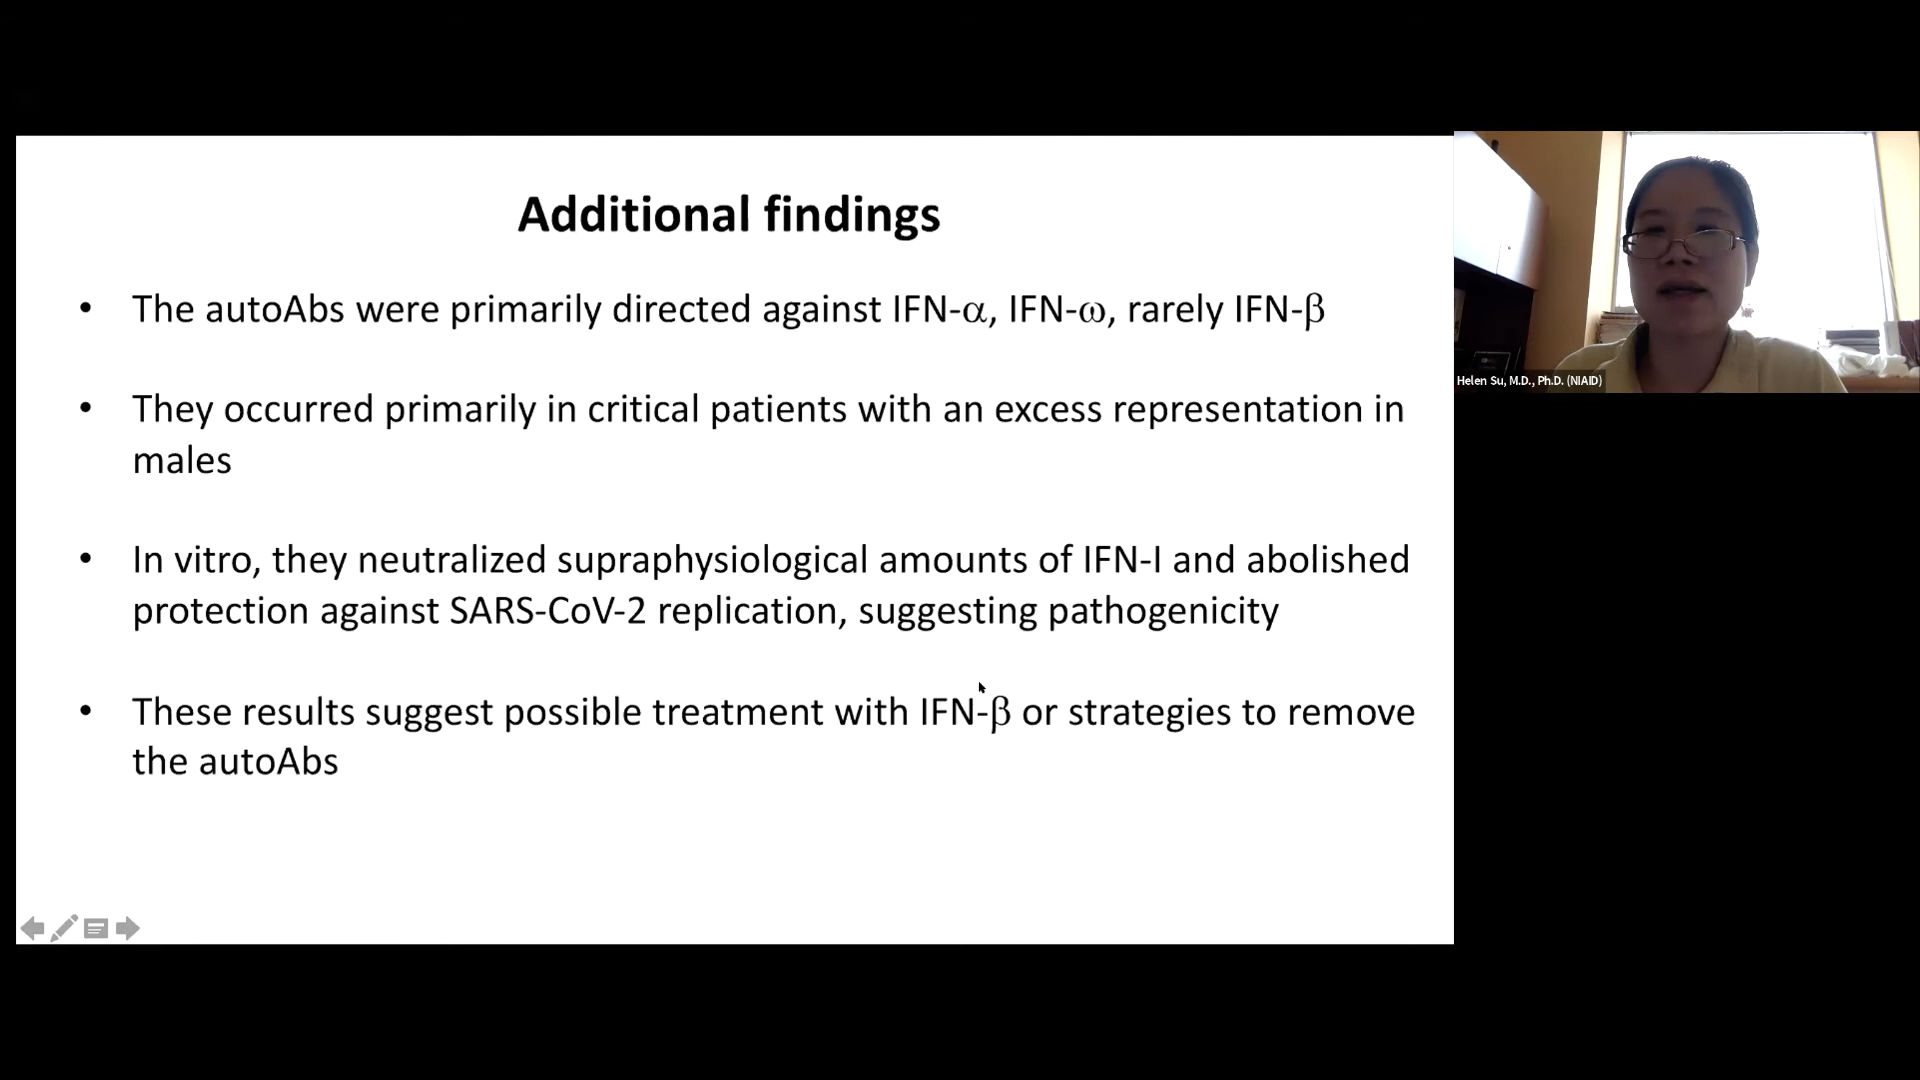 Additional findings
• The autoAbs were primarily directed against IFN-α, IFN-ω, rarely IFN-β
• They occurred primarily in critical patients with an excess representation in
males
• In vitro, they neutralized supraphysiological amounts of IFN-I and abolished
protection against SARS-CoV-2 replication, suggesting pathogenicity
• These results suggest possible treatment with IFN-β or strategies to remove
the autoAbs
Helen Su, M.D., Ph.D. (NIAID)